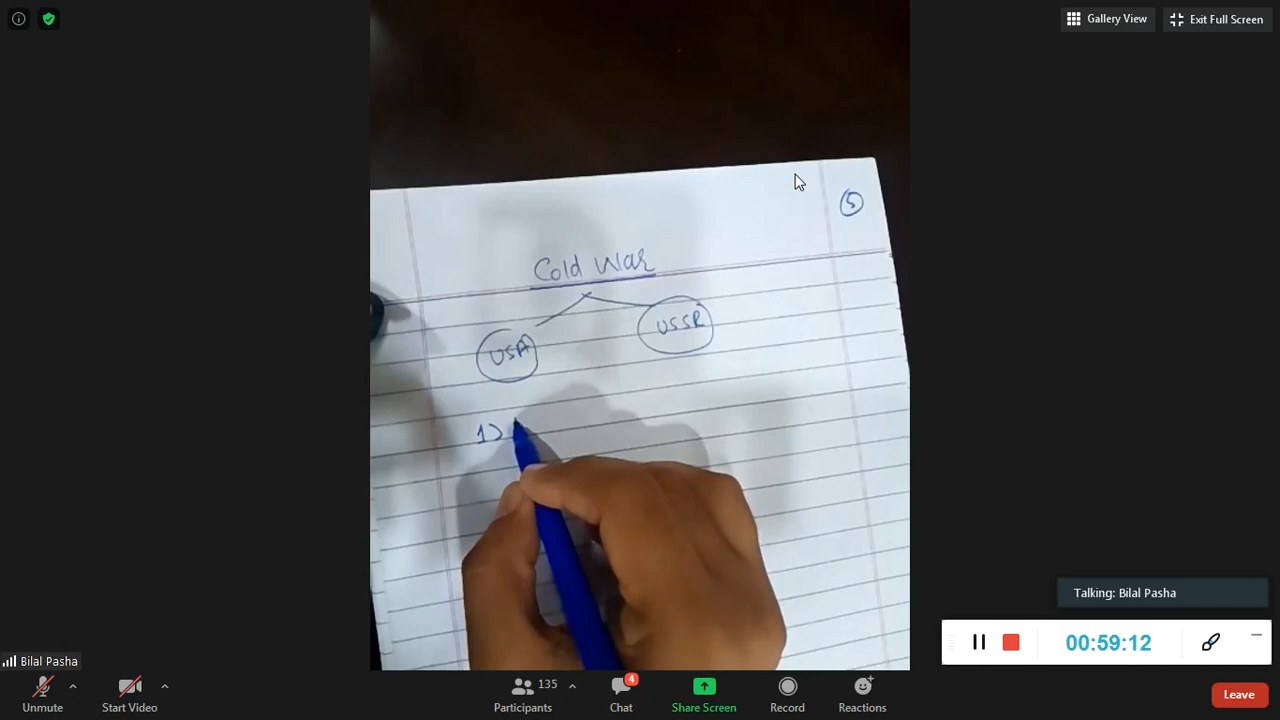 Gallery View
Exit Full Screen
5
Cold War
USA
USSR
1)
Talking: Bilal Pasha
00:59:12
Bilal Pasha
135
4
Unmute
Start Video
Participants
Chat
Share Screen
Record
Reactions
Leave